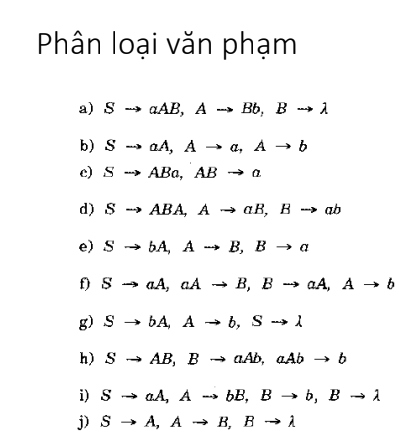 Phân loại văn phạm
a) S → aAB, A → Bb, B → λ
b) S → aA, A → a, A → b
c) S → ABa, AB → a
d) S → ABA, A → aB, B → ab
e) S → bA, A → B, B → a
f) S → aA, aA → B, B → aA, A → b
g) S → bA, A → b, S → λ
h) S → AB, B → aAb, aAb → b
i) S → aA, A → bB, B → b, B → λ
j) S → A, A → B, B → λ